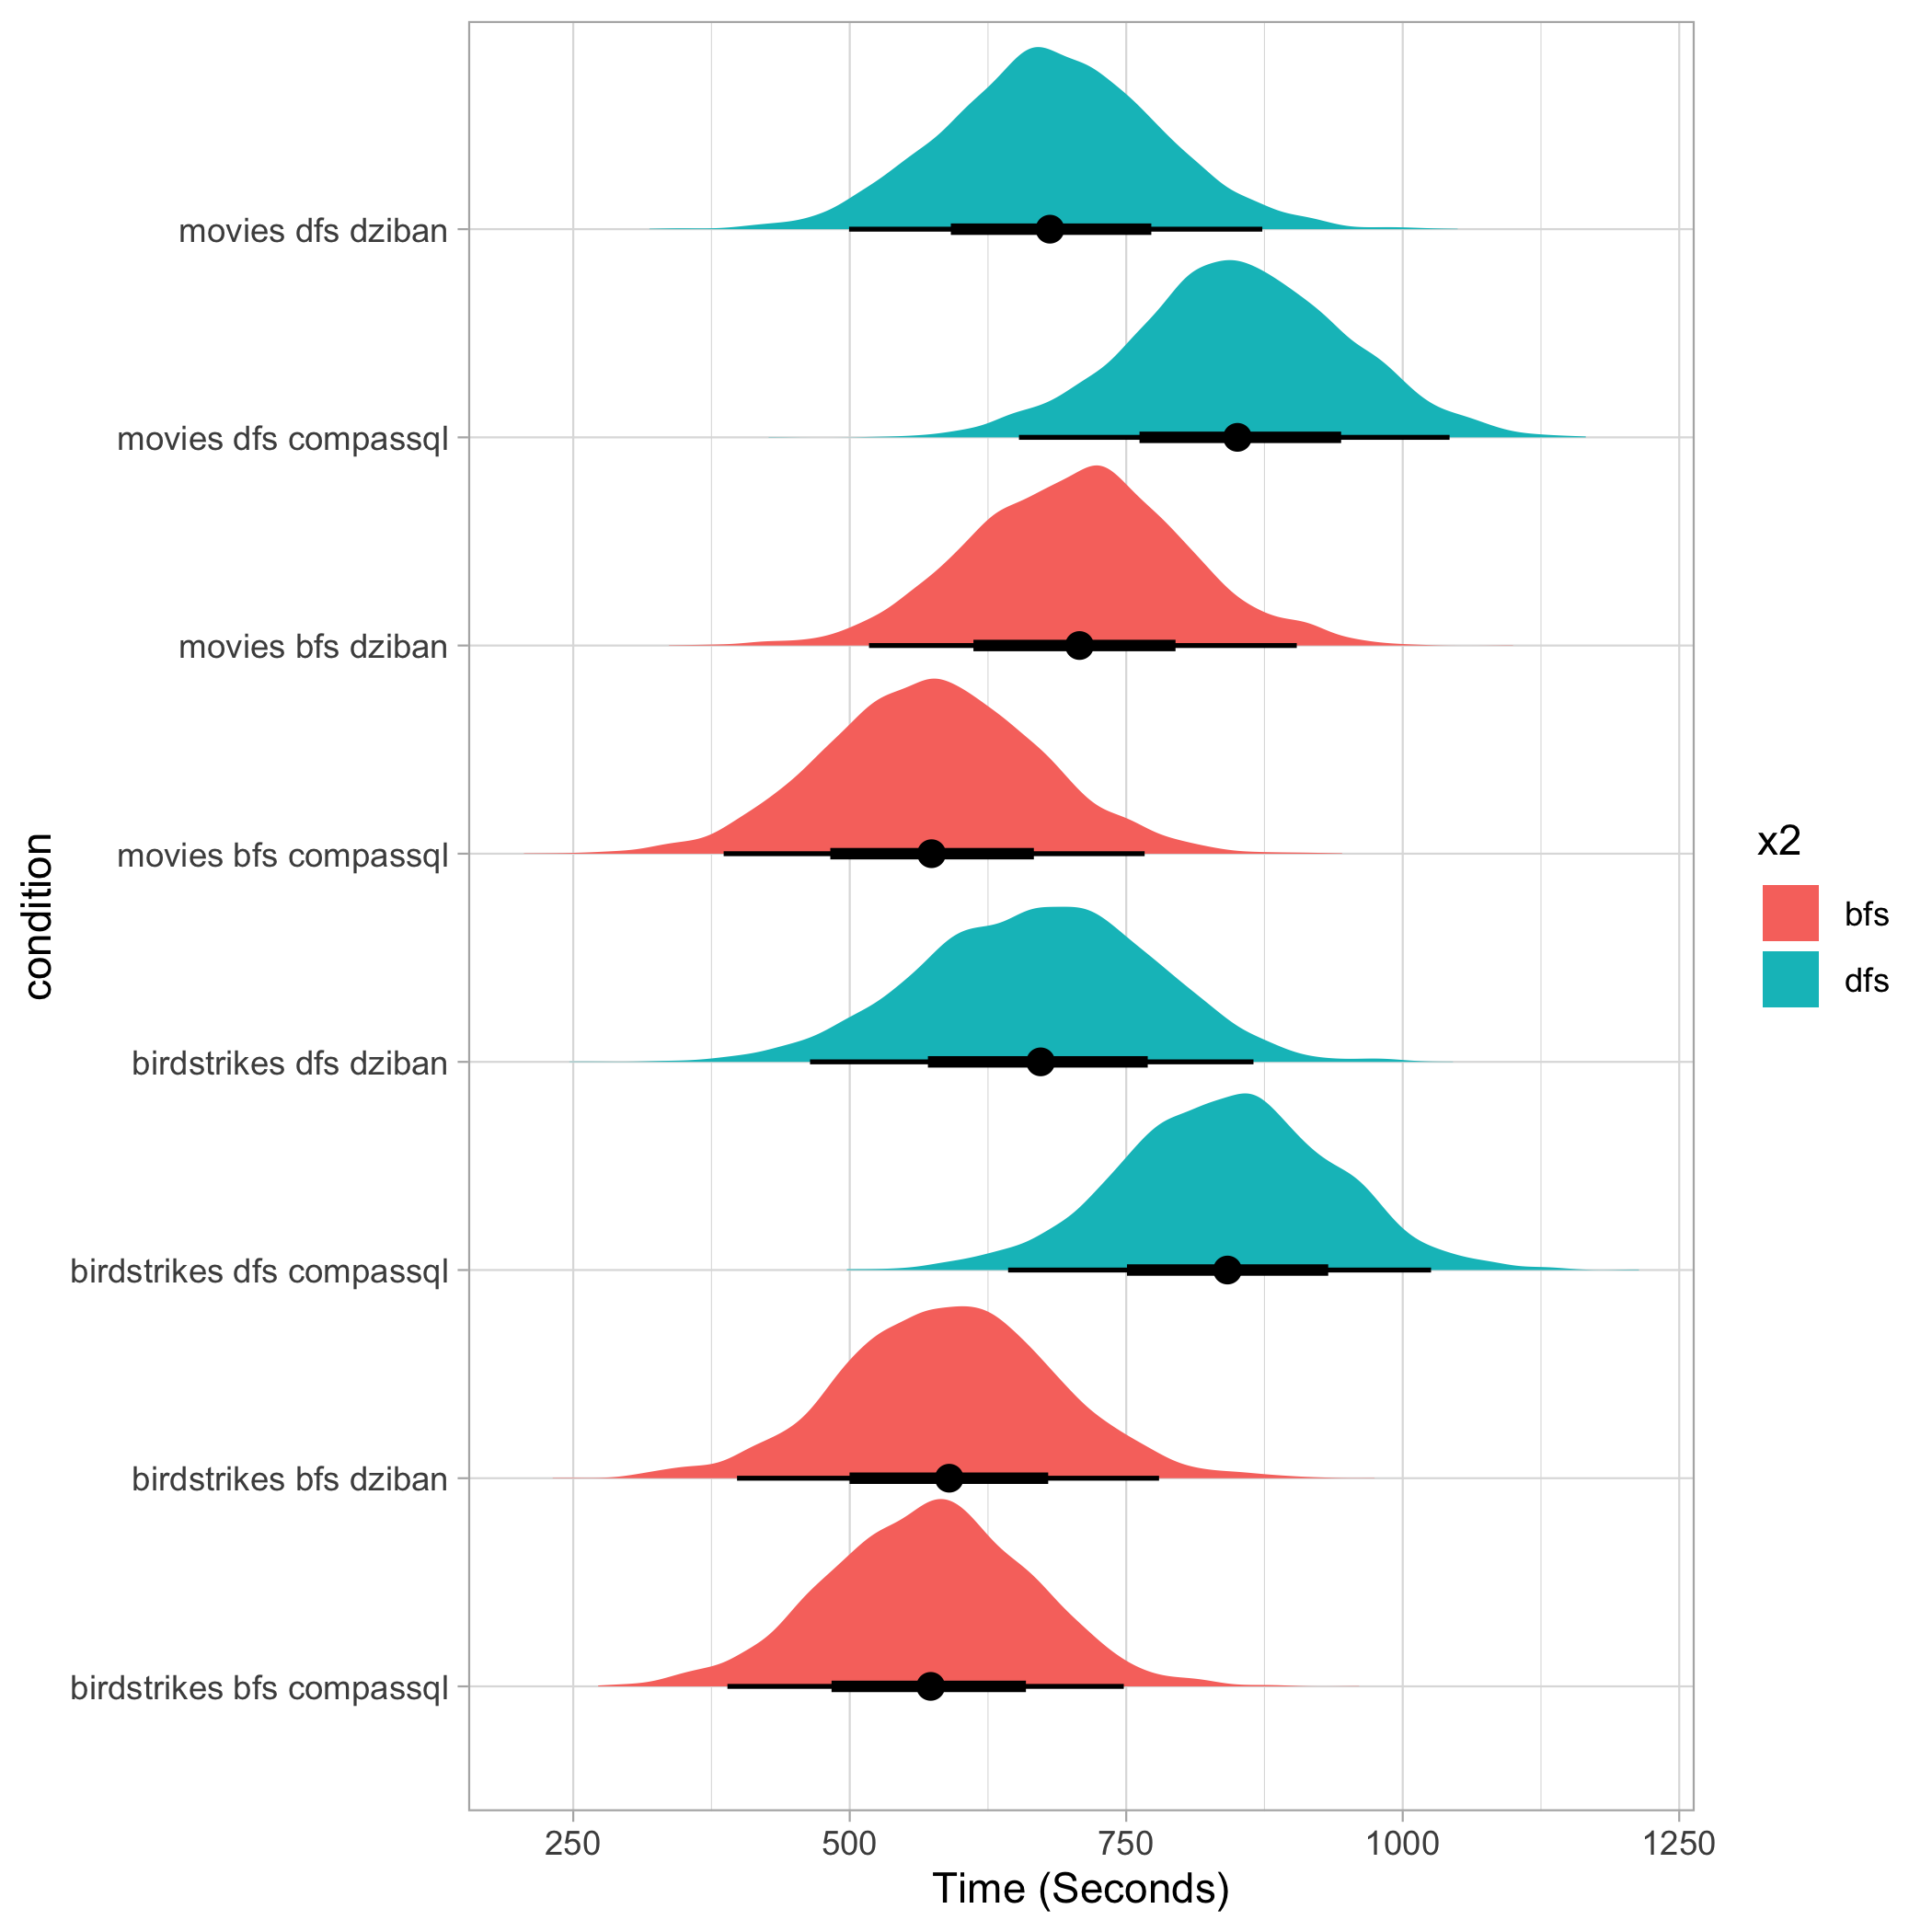 movies dfs dziban
movies dfs compassql
movies bfs dziban
movies bfs compassql
birdstrikes dfs dziban
birdstrikes dfs compassql
birdstrikes bfs dziban
birdstrikes bfs compassql
condition
250 500 750 1000 1250
Time (Seconds)
x2
bfs
dfs